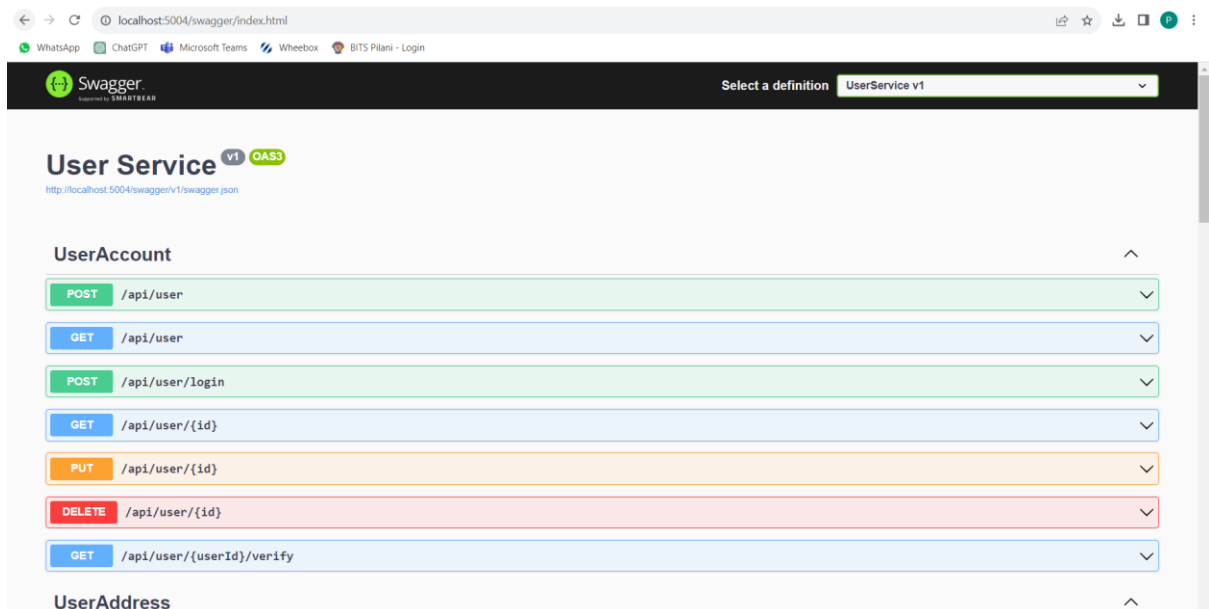 localhost:5004/swagger/index.html
P
WhatsApp ChatGPT Microsoft Teams Wheebox BITS Pilani - Login
{...} Swagger.
Supported by SMARTBEAR
Select a definition UserService v1
User Service v1 OAS3
http://localhost:5004/swagger/v1/swagger.json
UserAccount
POST /api/user
GET /api/user
POST /api/user/login
GET /api/user/{id}
PUT /api/user/{id}
DELETE /api/user/{id}
GET /api/user/{userId}/verify
UserAddress